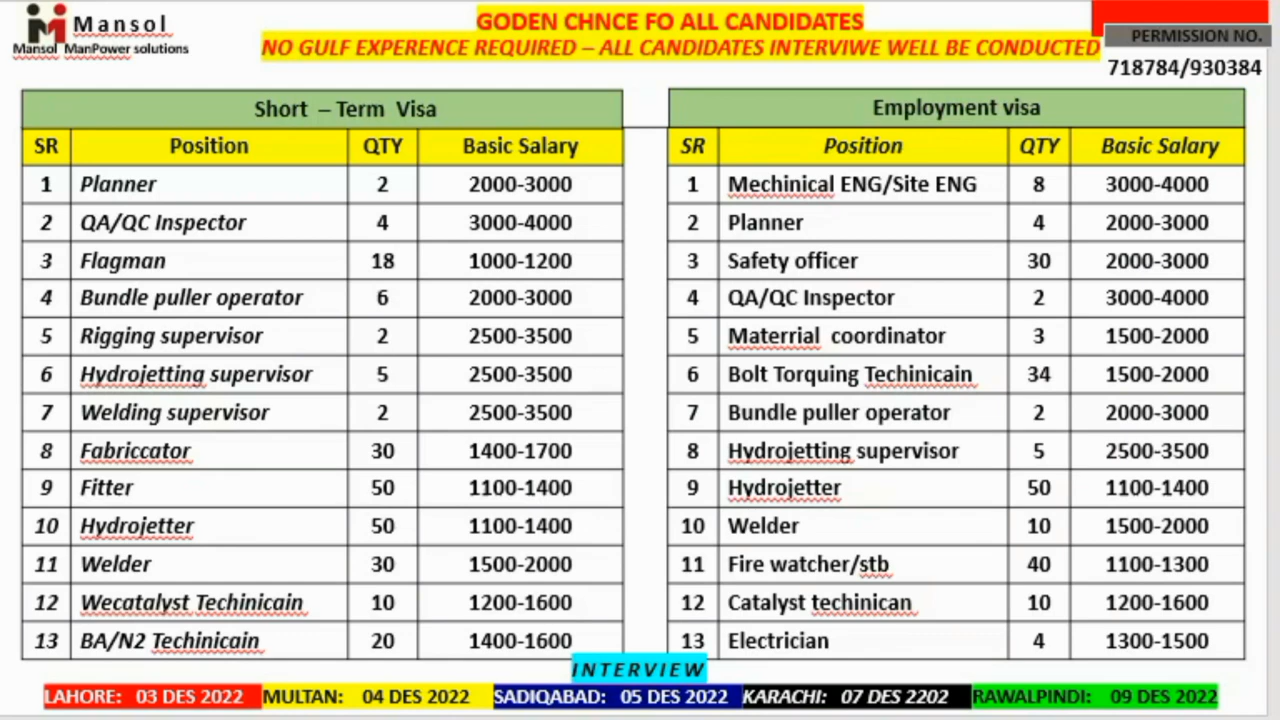 Mansol
Mansol ManPower solutions
GODEN CHNCE FO ALL CANDIDATES
NO GULF EXPERENCE REQUIRED – ALL CANDIDATES INTERVIWE WELL BE CONDUCTED
PERMISSION NO.
718784/930384
Short – Term Visa
SR Position QTY Basic Salary
1 Planner 2 2000-3000
2 QA/QC Inspector 4 3000-4000
3 Flagman 18 1000-1200
4 Bundle puller operator 6 2000-3000
5 Rigging supervisor 2 2500-3500
6 Hydrojetting supervisor 5 2500-3500
7 Welding supervisor 2 2500-3500
8 Fabriccator 30 1400-1700
9 Fitter 50 1100-1400
10 Hydrojetter 50 1100-1400
11 Welder 30 1500-2000
12 Wecatalyst Techinicain 10 1200-1600
13 BA/N2 Techinicain 20 1400-1600
Employment visa
SR Position QTY Basic Salary
1 Mechinical ENG/Site ENG 8 3000-4000
2 Planner 4 2000-3000
3 Safety officer 30 2000-3000
4 QA/QC Inspector 2 3000-4000
5 Materrial coordinator 3 1500-2000
6 Bolt Torquing Techinicain 34 1500-2000
7 Bundle puller operator 2 2000-3000
8 Hydrojetting supervisor 5 2500-3500
9 Hydrojetter 50 1100-1400
10 Welder 10 1500-2000
11 Fire watcher/stb 40 1100-1300
12 Catalyst techinican 10 1200-1600
13 Electrician 4 1300-1500
INTERVIEW
LAHORE: 03 DES 2022 MULTAN: 04 DES 2022 SADIQABAD: 05 DES 2022 KARACHI: 07 DES 2202 RAWALPINDI: 09 DES 2022